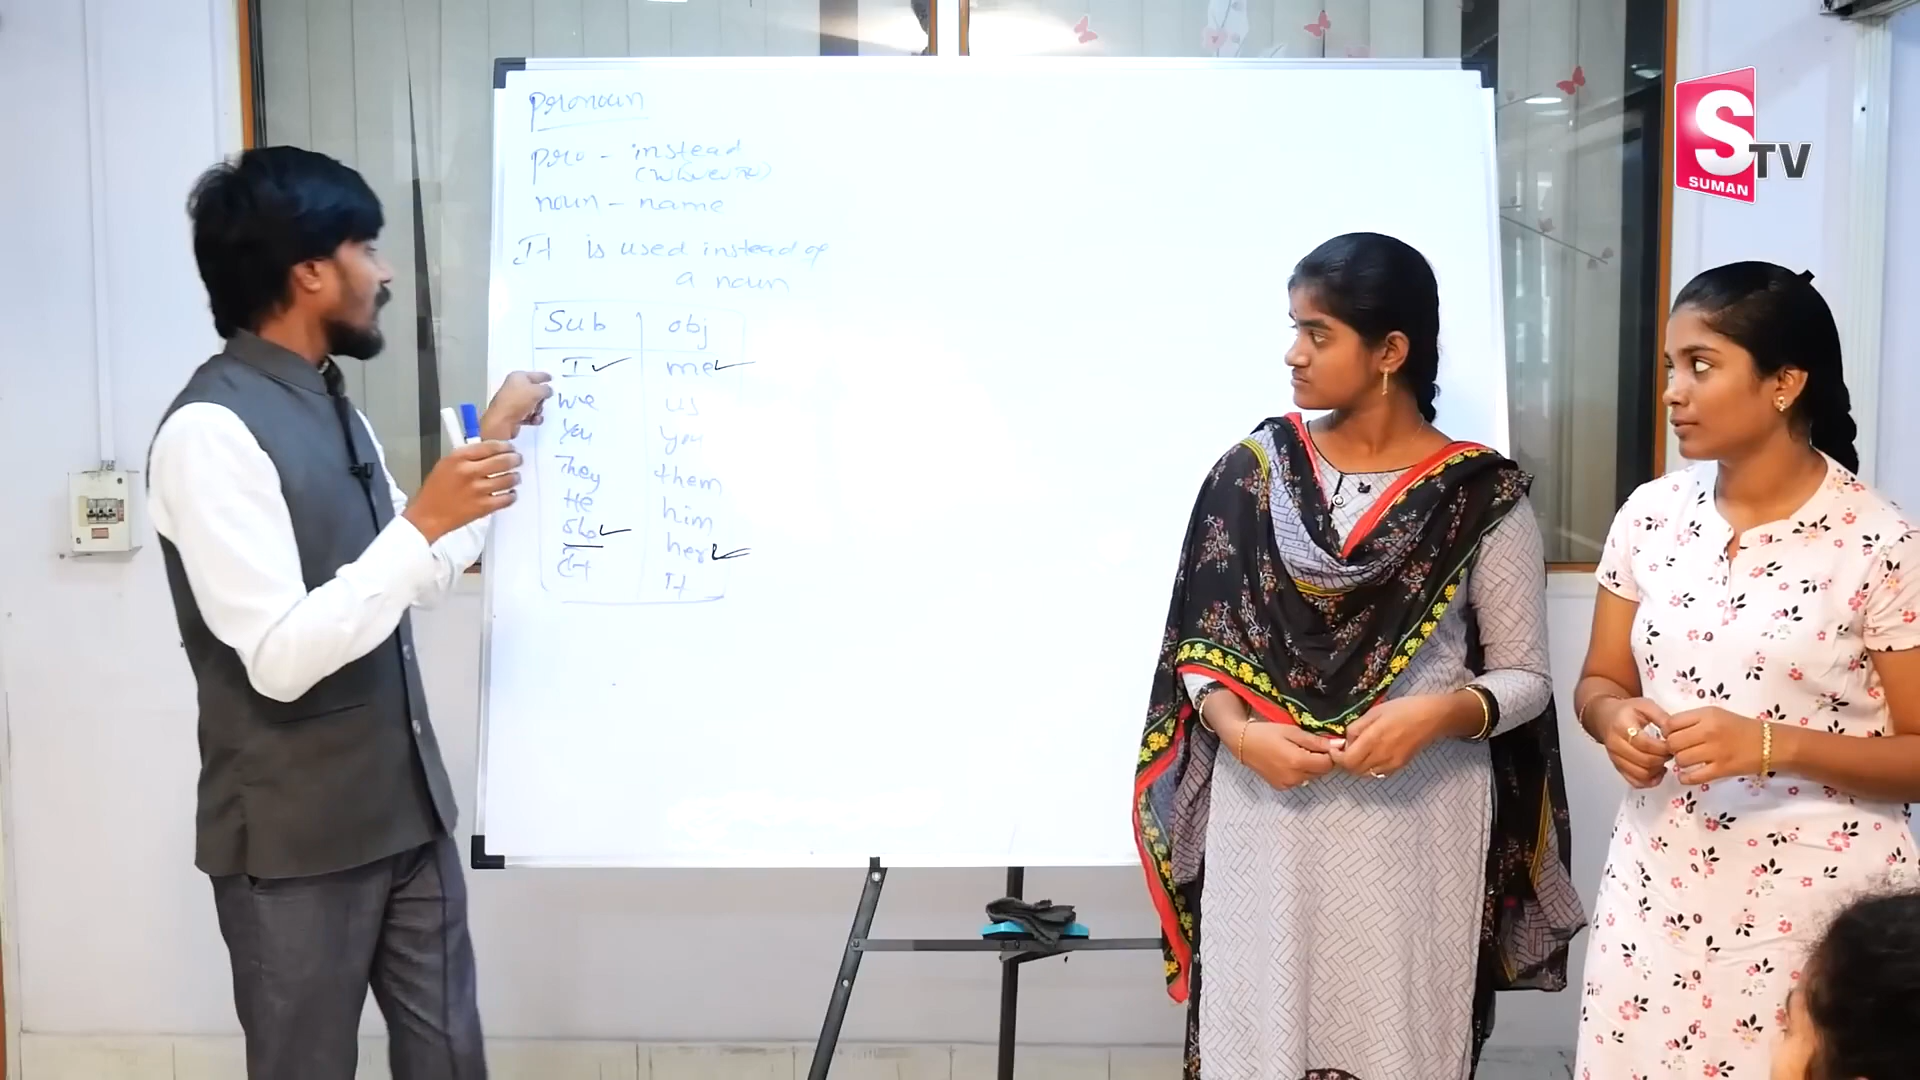 pronoun
pro - instead
noun - name
It is used instead of
a noun
Sub obj
I me
we us
you you
They them
He him
She her
It It
S TV
SUMAN